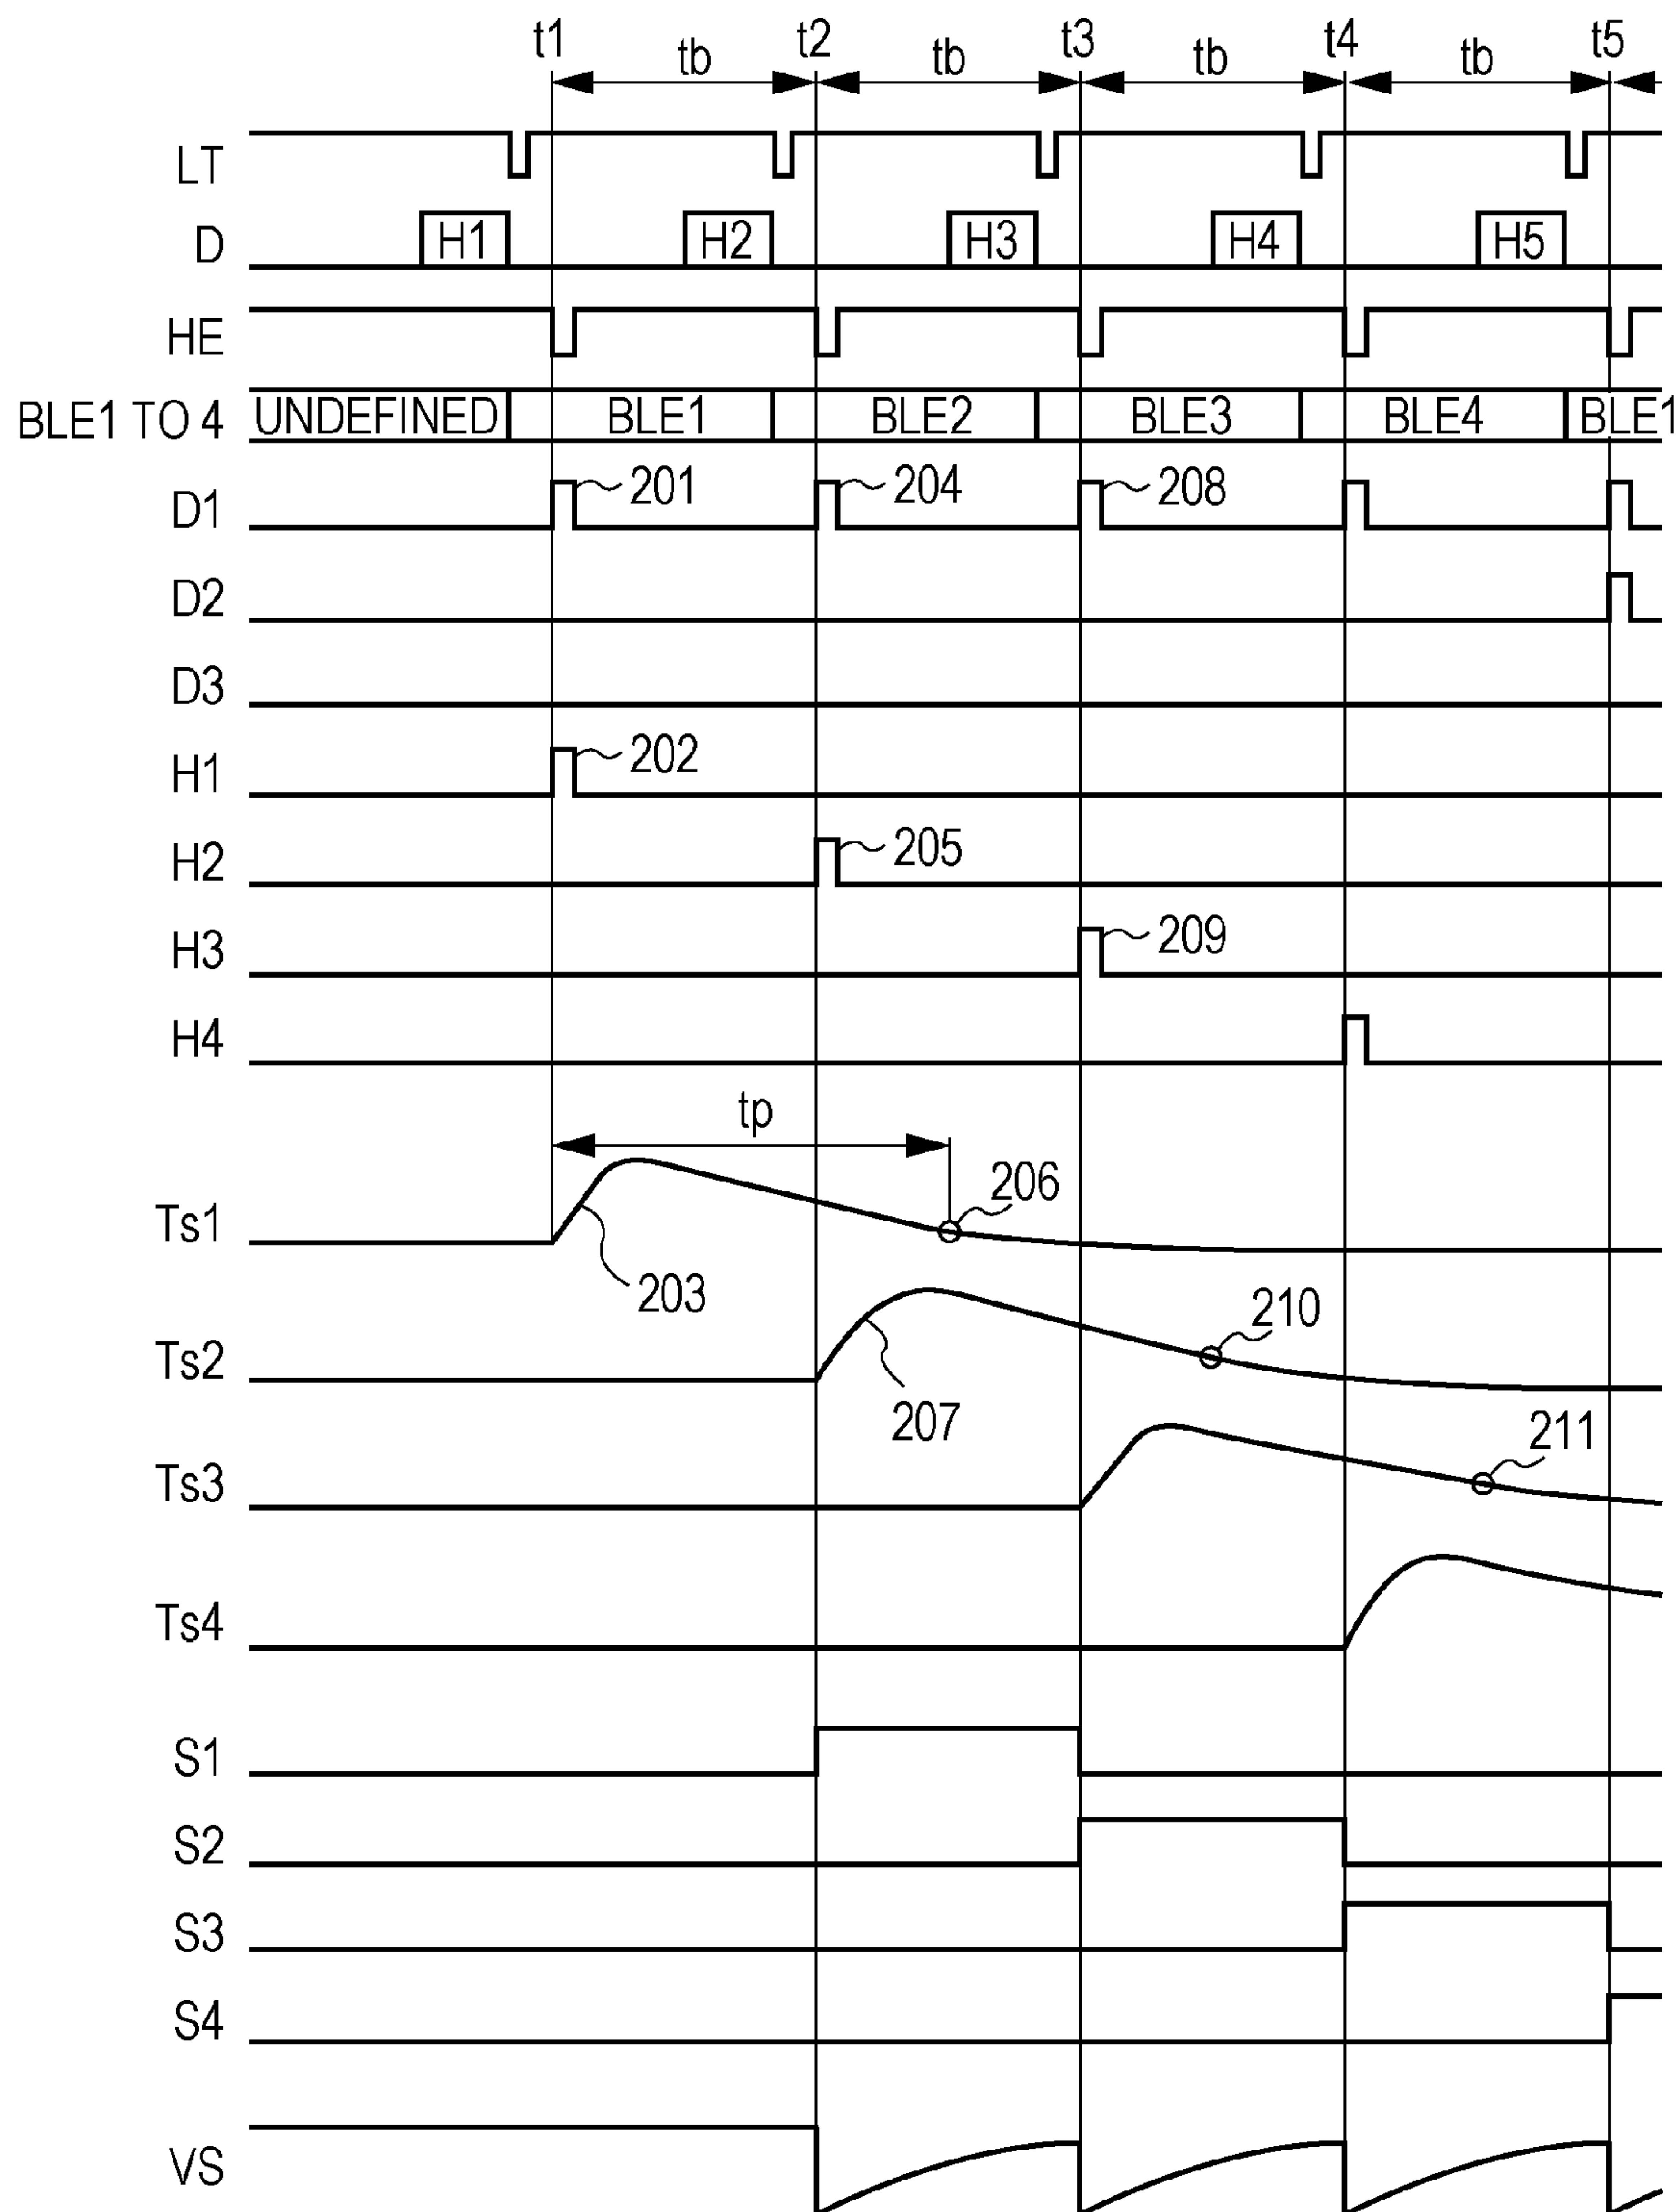 t1 tb t2 tb t3 tb t4 tb t5
LT
D H1 H2 H3 H4 H5
HE
BLE1 TO 4 UNDEFINED BLE1 BLE2 BLE3 BLE4 BLE1
D1 201 204 208
D2
D3
H1 202
H2 205
H3 209
H4
tp
Ts1 206
203
Ts2 210
207
Ts3 211
Ts4
S1
S2
S3
S4
VS